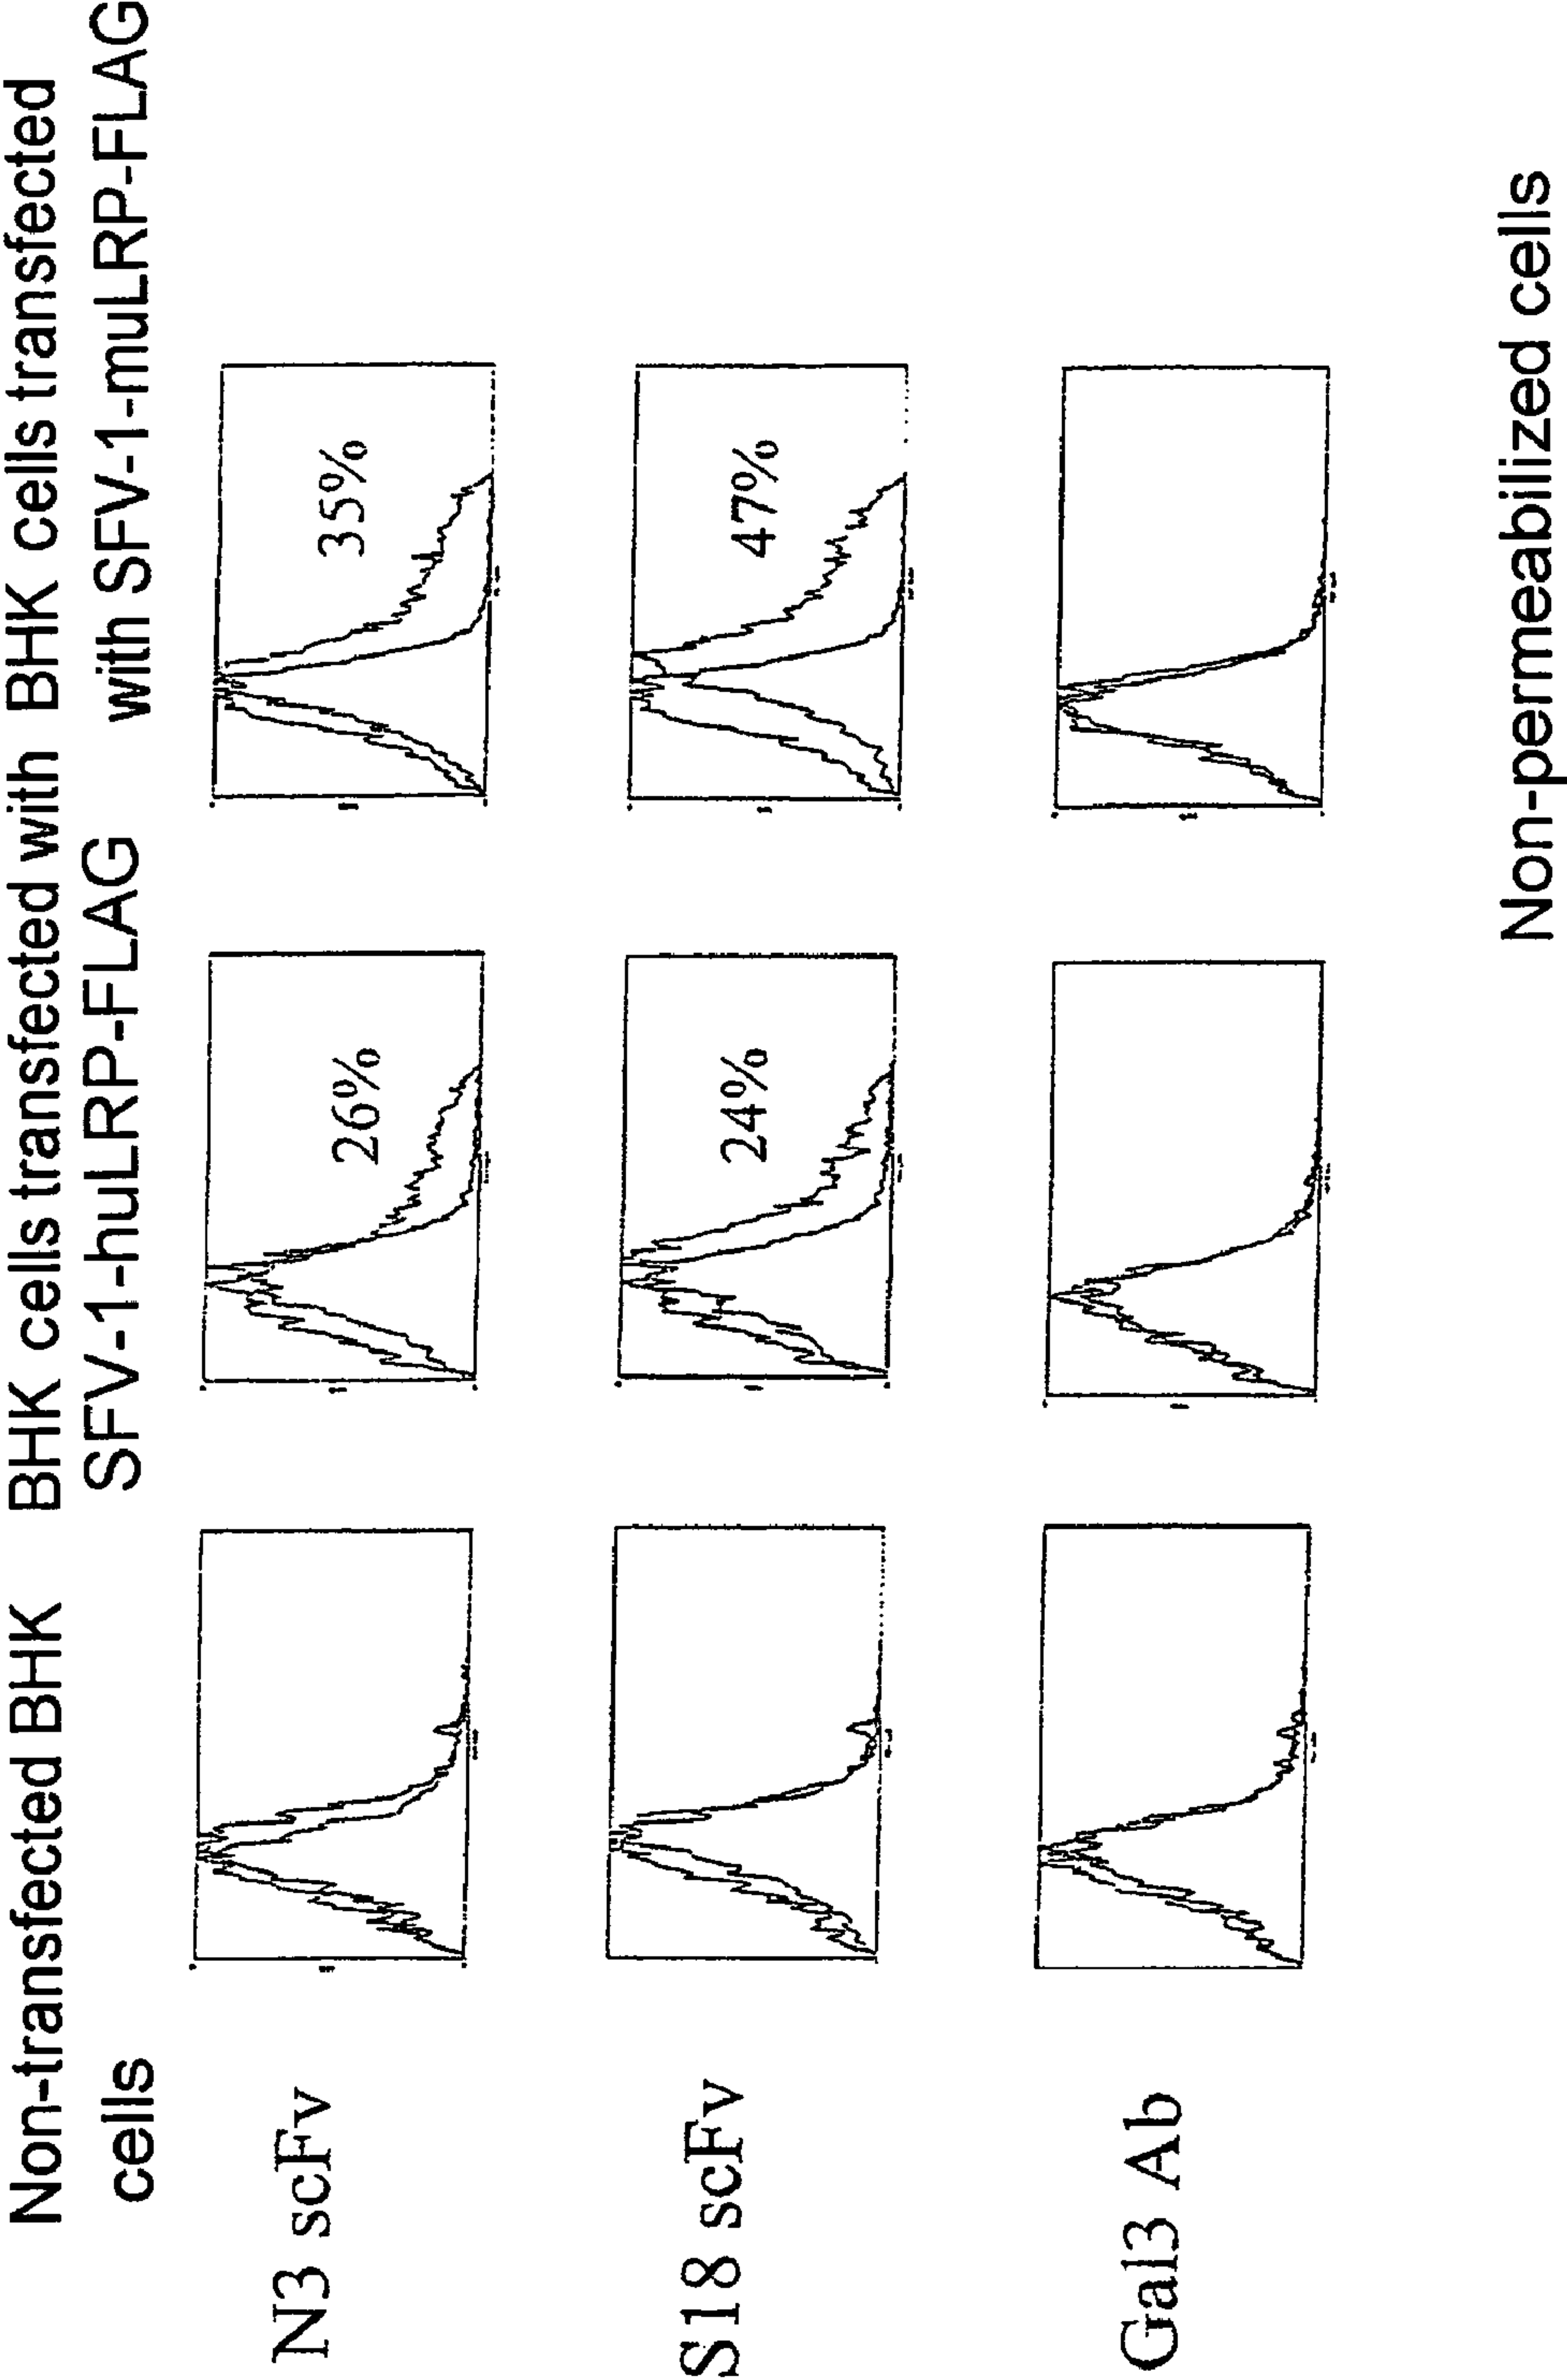 Non-transfected BHK
cells
BHK cells transfected with
SFV-1-huLRP-FLAG
BHK cells transfected
with SFV-1-muLRP-FLAG
N3 scFv
26%
35%
S18 scFv
24%
47%
Gal3 Ab
Non-permeabilized cells